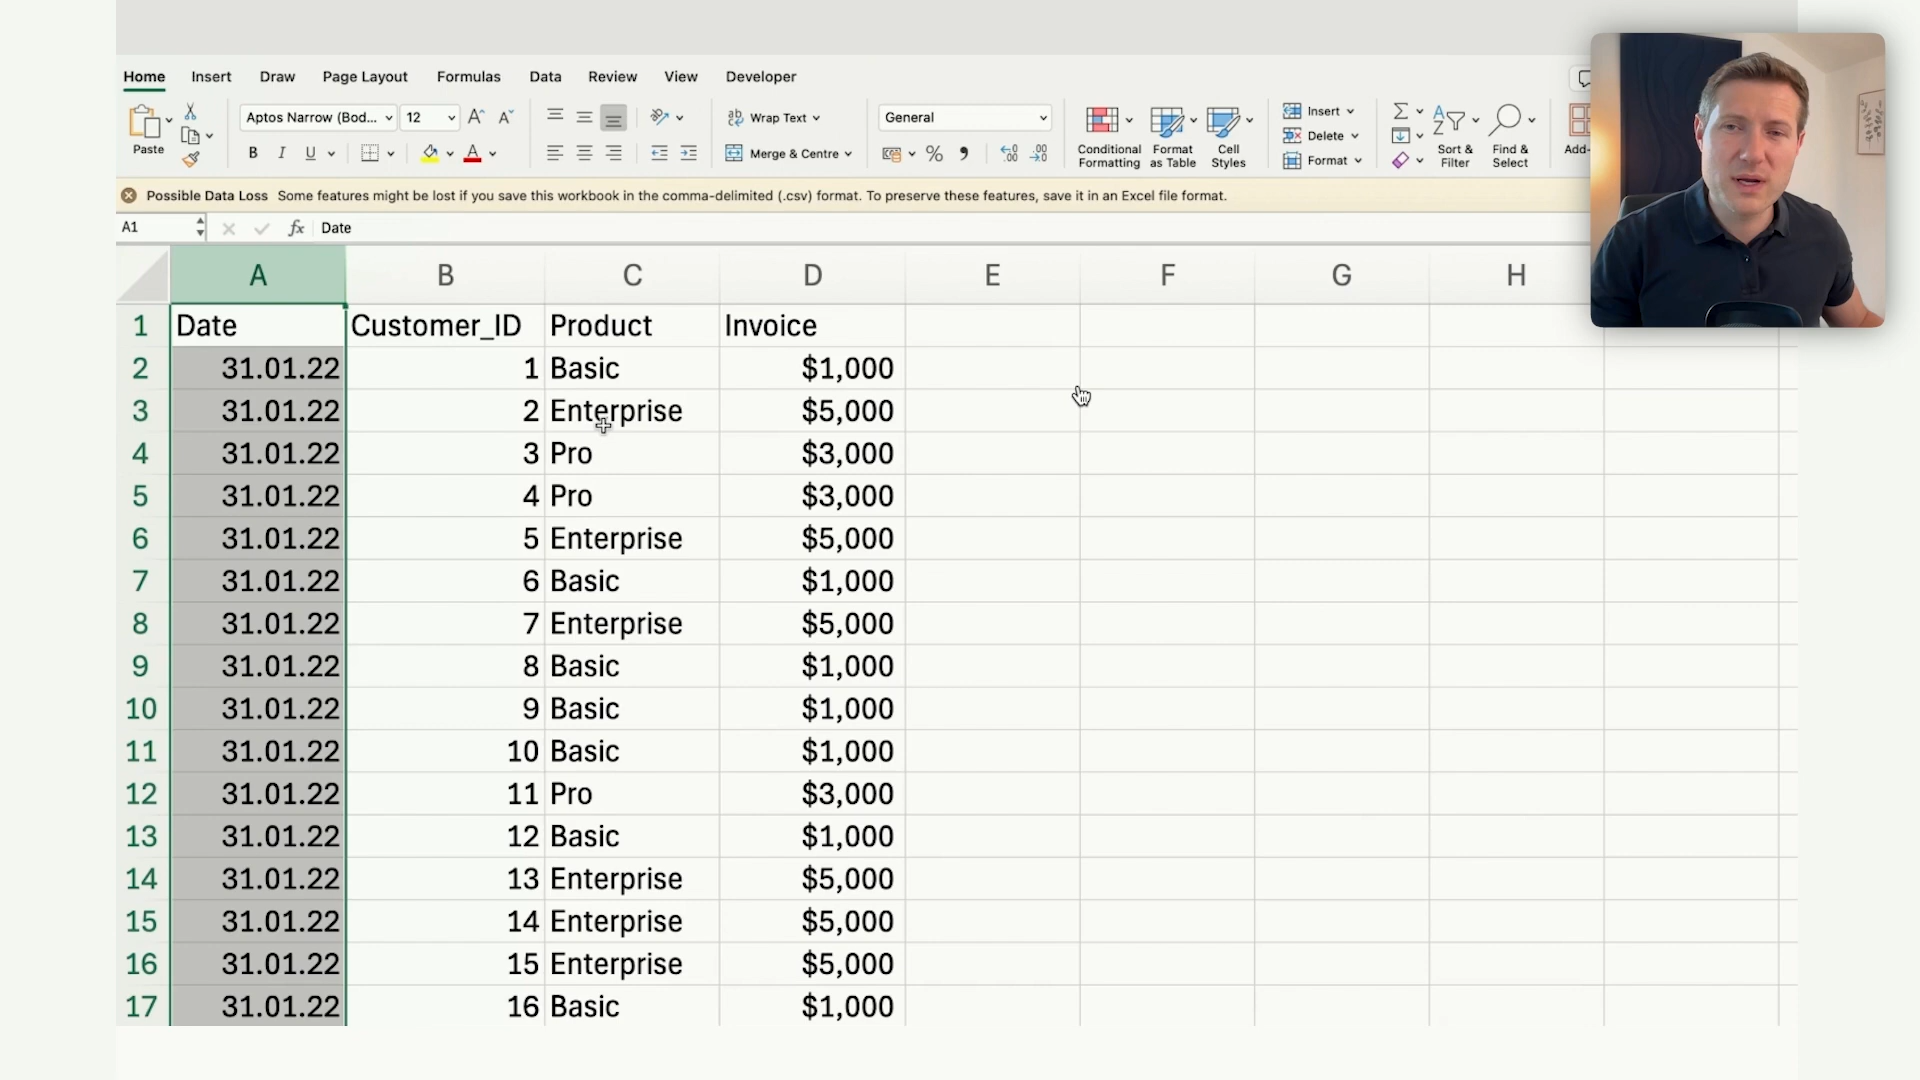 Home Insert Draw Page Layout Formulas Data Review View Developer
Paste
Aptos Narrow (Bod... 12
B I U
A
ab Wrap Text
Merge & Centre
General
%
Conditional Formatting
Format as Table
Cell Styles
Insert
Delete
Format
Sort & Filter
Find & Select
Add-
Possible Data Loss Some features might be lost if you save this workbook in the comma-delimited (.csv) format. To preserve these features, save it in an Excel file format.
A1 fx Date
A B C D E F G H
1 Date Customer_ID Product Invoice
2 31.01.22 1 Basic $1,000
3 31.01.22 2 Enterprise $5,000
4 31.01.22 3 Pro $3,000
5 31.01.22 4 Pro $3,000
6 31.01.22 5 Enterprise $5,000
7 31.01.22 6 Basic $1,000
8 31.01.22 7 Enterprise $5,000
9 31.01.22 8 Basic $1,000
10 31.01.22 9 Basic $1,000
11 31.01.22 10 Basic $1,000
12 31.01.22 11 Pro $3,000
13 31.01.22 12 Basic $1,000
14 31.01.22 13 Enterprise $5,000
15 31.01.22 14 Enterprise $5,000
16 31.01.22 15 Enterprise $5,000
17 31.01.22 16 Basic $1,000